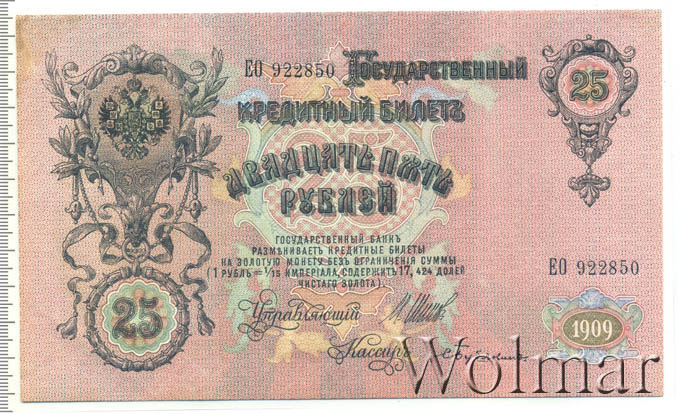 ЕО 922850
Государственный
25
Кредитный Билетъ
Двадцать пять
рублей
ГОСУДАРСТВЕННЫЙ БАНКЪ
РАЗМѢНИВАЕТЪ КРЕДИТНЫЕ БИЛЕТЫ
НА ЗОЛОТУЮ МОНЕТУ БЕЗЪ ОГРАНИЧЕНІЯ СУММЫ
(1 РУБЛЬ = 1/15 ИМПЕРІАЛА, СОДЕРЖИТЪ 17,424 ДОЛЕЙ
ЧИСТАГО ЗОЛОТА).
ЕО 922850
25
Управляющій
Кассиръ
1909
Wolmar